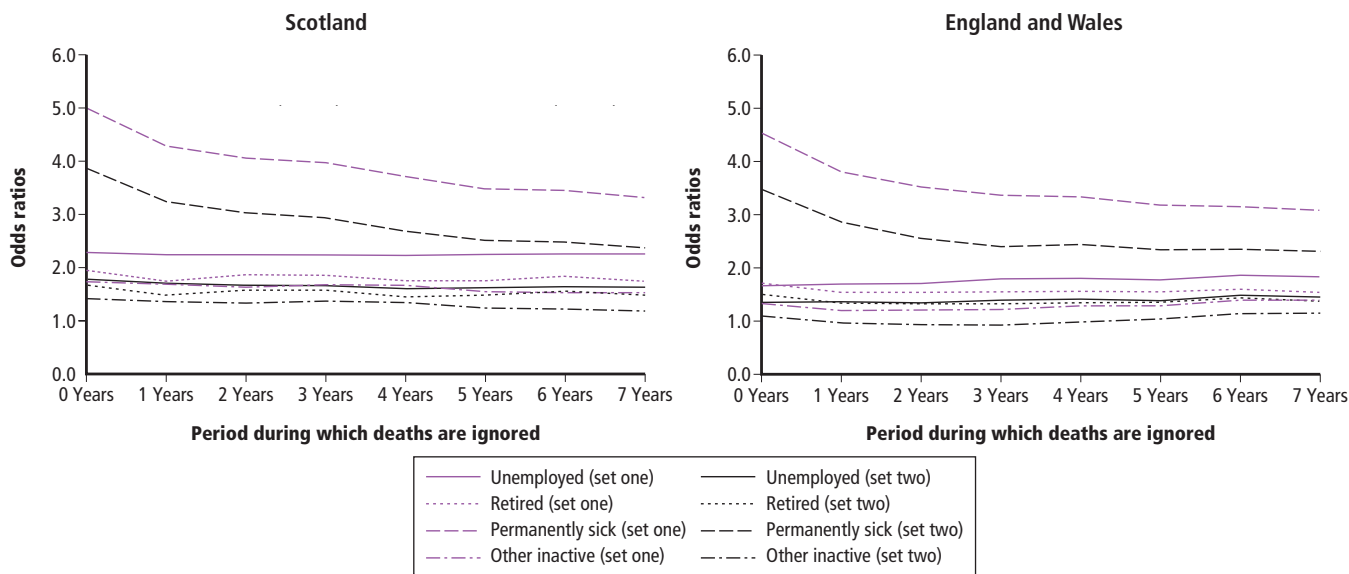 Scotland
6.0
5.0
4.0
3.0
2.0
1.0
0.0
Odds ratios
0 Years 1 Years 2 Years 3 Years 4 Years 5 Years 6 Years 7 Years
Period during which deaths are ignored
England and Wales
6.0
5.0
4.0
3.0
2.0
1.0
0.0
Odds ratios
0 Years 1 Years 2 Years 3 Years 4 Years 5 Years 6 Years 7 Years
Period during which deaths are ignored
Unemployed (set one) Unemployed (set two)
Retired (set one) Retired (set two)
Permanently sick (set one) Permanently sick (set two)
Other inactive (set one) Other inactive (set two)